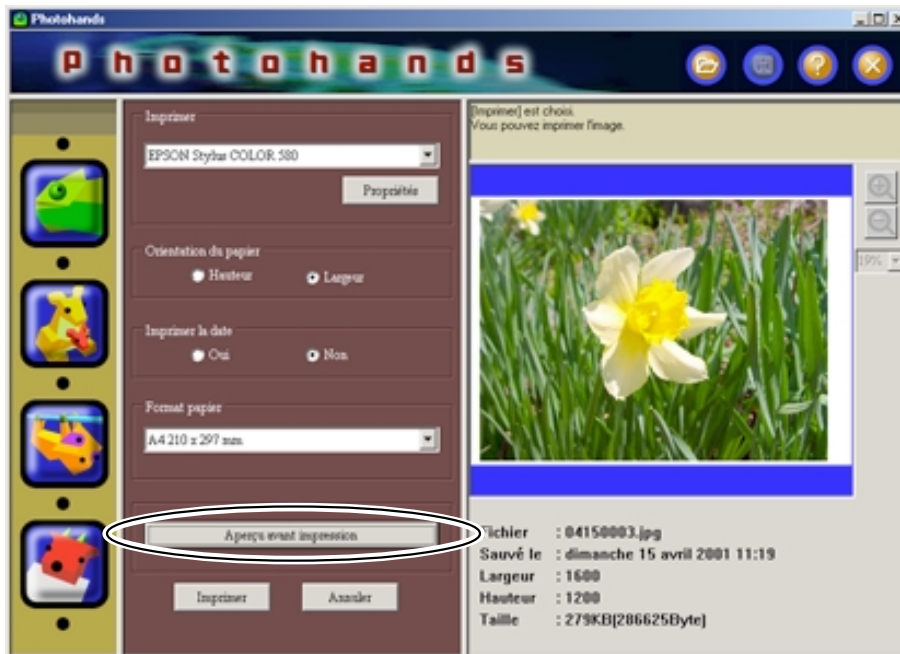 Photohands
Photohands
Imprimer
EPSON Stylus COLOR 580
Propriétés
Orientation du papier
Hauteur
Largeur
Imprimer la date
Oui
Non
Format papier
A4 210 x 297 mm
Aperçu avant impression
Imprimer
Annuler
[Imprimer] est choisi.
Vous pouvez imprimer l'image.
19%
Fichier : 04150003.jpg
Sauvé le : dimanche 15 avril 2001 11:19
Largeur : 1600
Hauteur : 1200
Taille : 279KB[286625Byte]